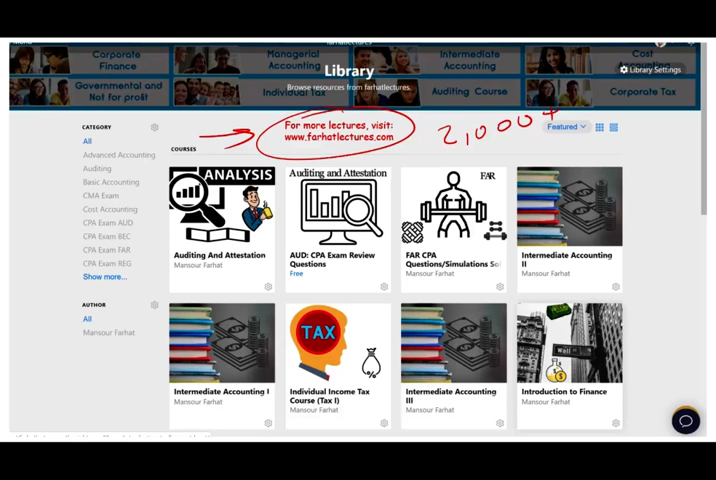 farhatlectures
Corporate
Finance
Managerial
Accounting
Intermediate
Accounting
Cost
Accounting
Library
Library Settings
Governmental and
Not for profit
Individual Tax
Browse resources from farhatlectures.
Auditing Course
Corporate Tax
For more lectures, visit:
www.farhatlectures.com
2,000+
Featured
CATEGORY
All
Advanced Accounting
Auditing
Basic Accounting
CMA Exam
Cost Accounting
CPA Exam AUD
CPA Exam BEC
CPA Exam FAR
CPA Exam REG
Show more...
AUTHOR
All
Mansour Farhat
COURSES
ANALYSIS
Auditing And Attestation
Mansour Farhat
Auditing and Attestation
AUD: CPA Exam Review
Questions
Free
FAR
FAR CPA
Questions/Simulations So
Mansour Farhat
Intermediate Accounting
II
Mansour Farhat
Intermediate Accounting I
Mansour Farhat
TAX
%
Individual Income Tax
Course (Tax I)
Mansour Farhat
Intermediate Accounting
III
Mansour Farhat
Wall
Introduction to Finance
Mansour Farhat